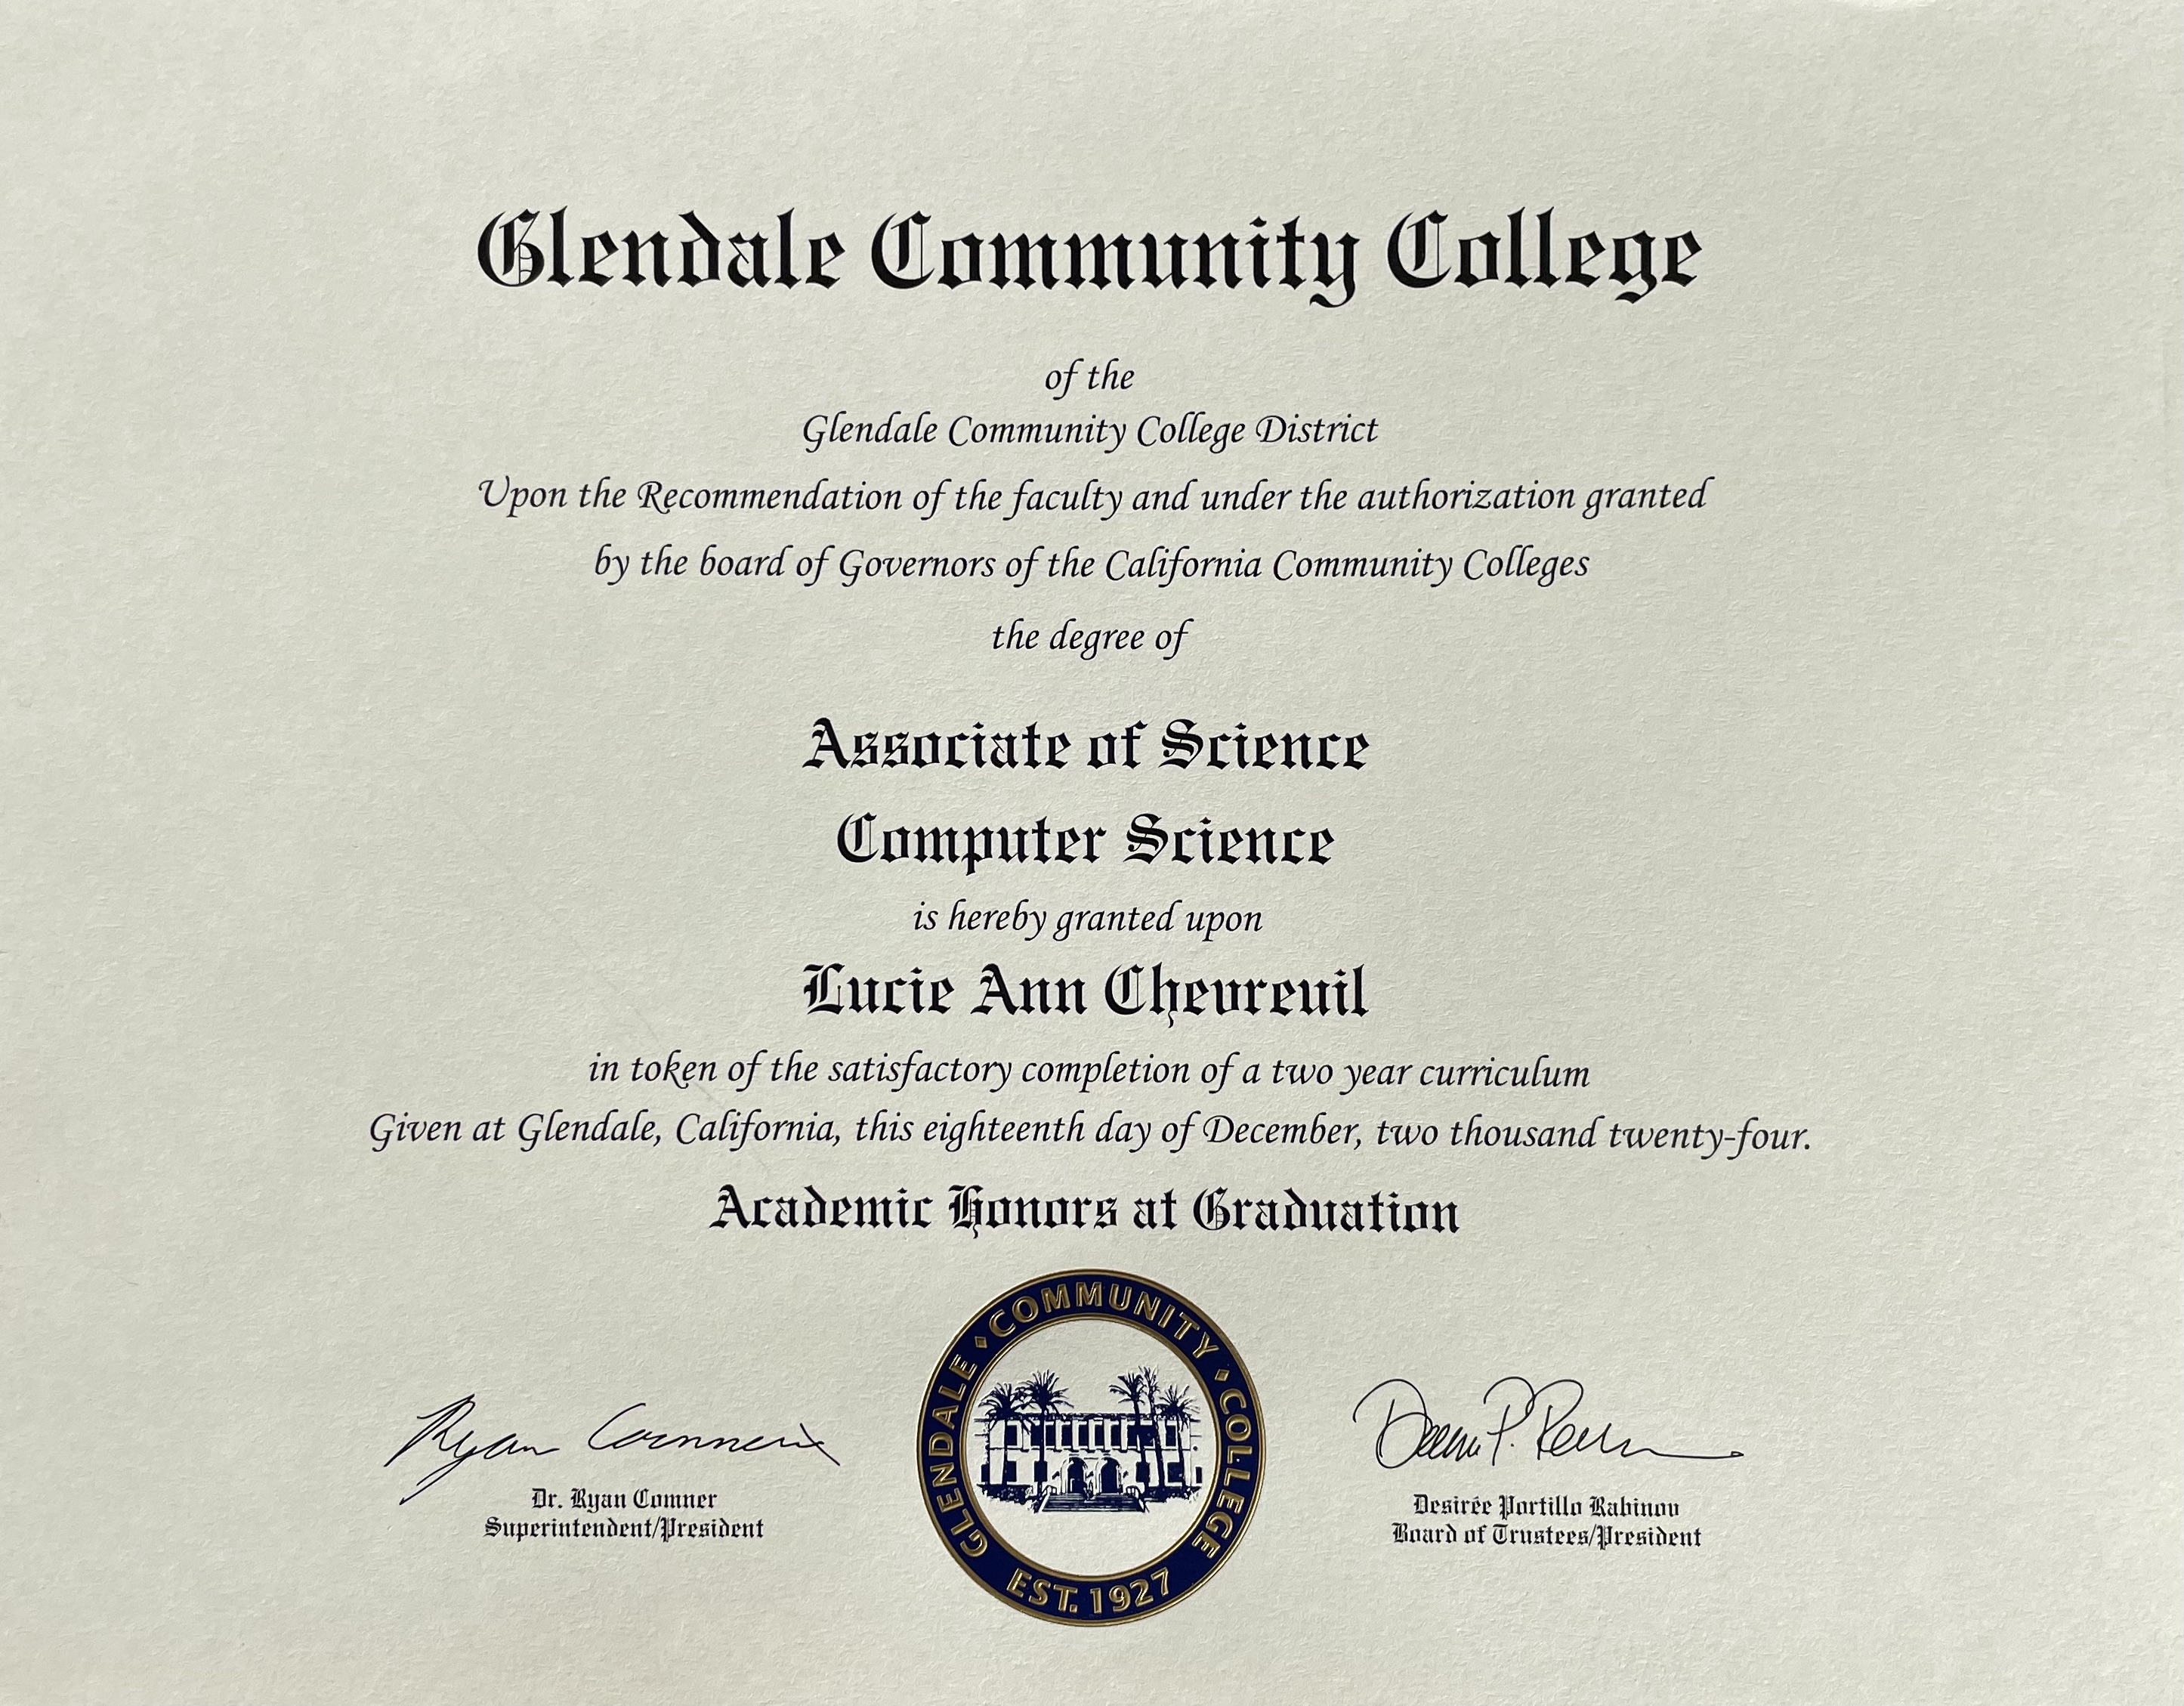 Glendale Community College
of the
Glendale Community College District
Upon the Recommendation of the faculty and under the authorization granted
by the board of Governors of the California Community Colleges
the degree of
Associate of Science
Computer Science
is hereby granted upon
Lucie Ann Chevreuil
in token of the satisfactory completion of a two year curriculum
Given at Glendale, California, this eighteenth day of December, two thousand twenty-four.
Academic Honors at Graduation
GLENDALE • COMMUNITY • COLLEGE
EST. 1927
Ryan Cornner
Dr. Ryan Comner
Superintendent/President
Desirée Portillo Rabinov
Board of Trustees/President